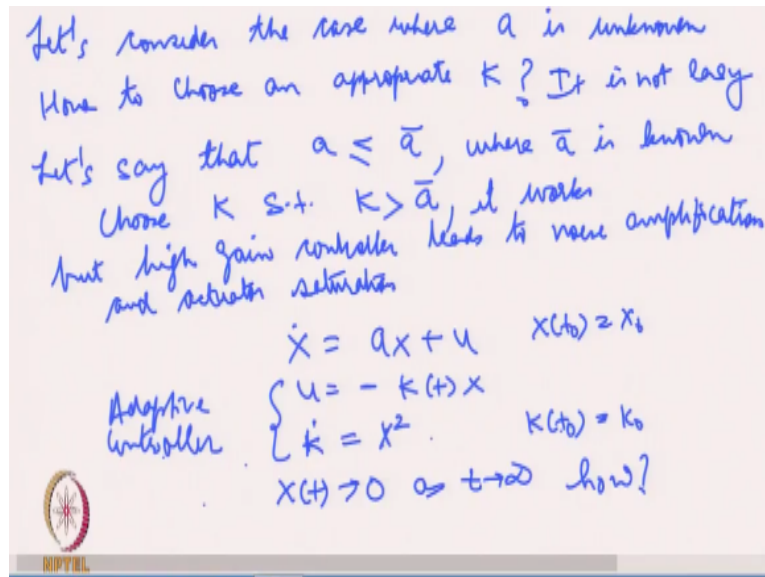 Let's consider the case where a is unknown
How to choose an appropriate K? It is not easy
Let's say that a ≤ ā, where ā is known
Choose K s.t. K > ā, it works
but high gain controller leads to noise amplification
and actuator saturation
ẋ = ax + u x(t₀) = x₀
Adaptive { u = - k(t) x
Controller { k̇ = x². k(t₀) = k₀
x(t) → 0 as t → ∞ how?
NPTEL